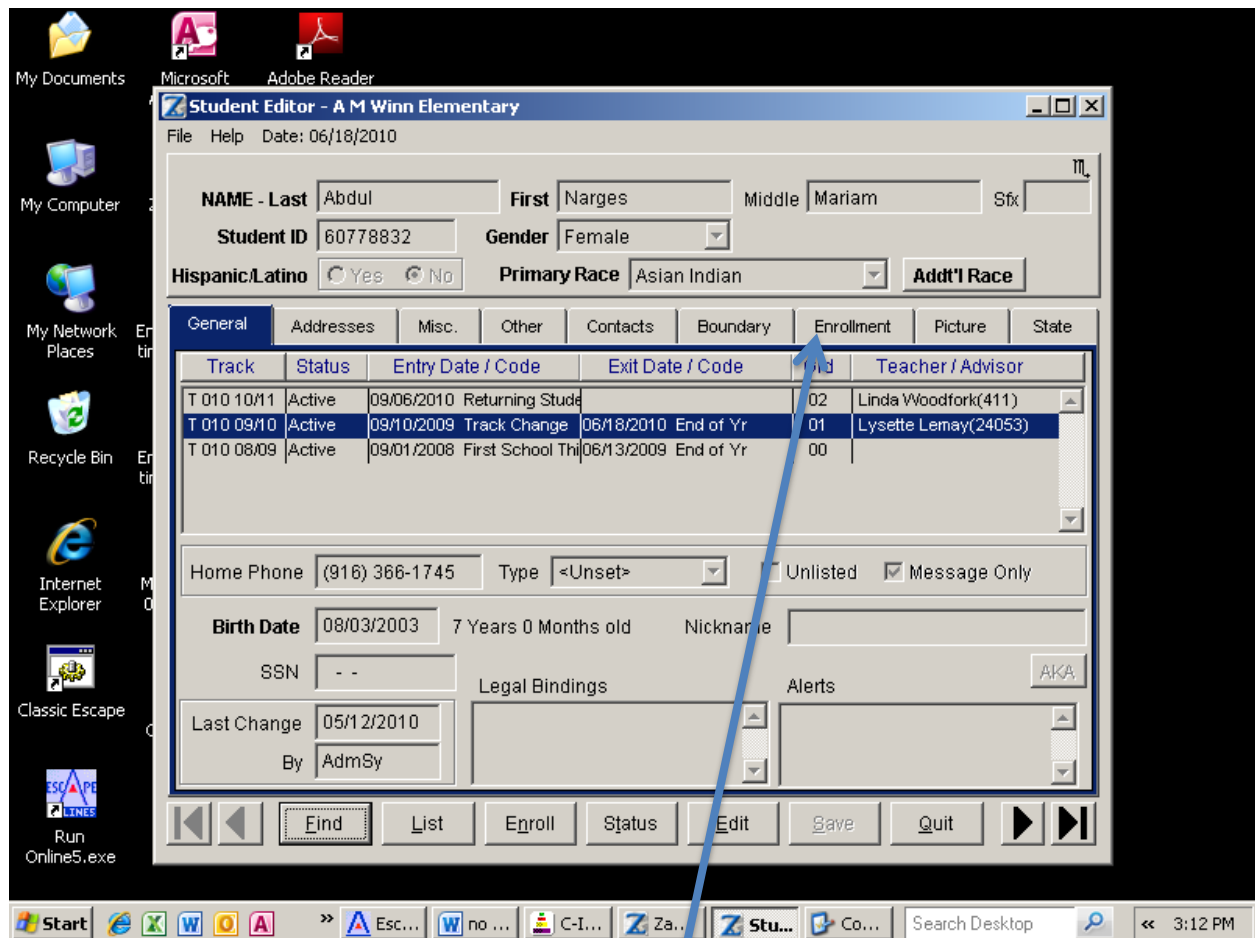 My Documents
Microsoft
Adobe Reader
Student Editor - A M Winn Elementary
File Help Date: 06/18/2010
NAME - Last Abdul First Narges Middle Mariam Sfx
My Computer
Student ID 60778832 Gender Female
Hispanic/Latino Yes No Primary Race Asian Indian Addt'l Race
General Addresses Misc. Other Contacts Boundary Enrollment Picture State
My Network Places
Track Status Entry Date / Code Exit Date / Code Teacher / Advisor
T 010 10/11 Active 09/06/2010 Returning Stude 02 Linda Woodfork(411)
T 010 09/10 Active 09/10/2009 Track Change 06/18/2010 End of Yr 01 Lysette Lemay(24053)
T 010 08/09 Active 09/01/2008 First School Thi 06/13/2009 End of Yr 00
Recycle Bin
Home Phone (916) 366-1745 Type <Unset> Unlisted Message Only
Internet Explorer
Birth Date 08/03/2003 7 Years 0 Months old Nickname
SSN - -
AKA
Legal Bindings Alerts
Classic Escape
Last Change 05/12/2010
By AdmSy
ESCAPE
LINES
Run Online5.exe
Find List Enroll Status Edit Save Quit
Start » Esc... no ... C-I... Za... Stu... Co... Search Desktop « 3:12 PM